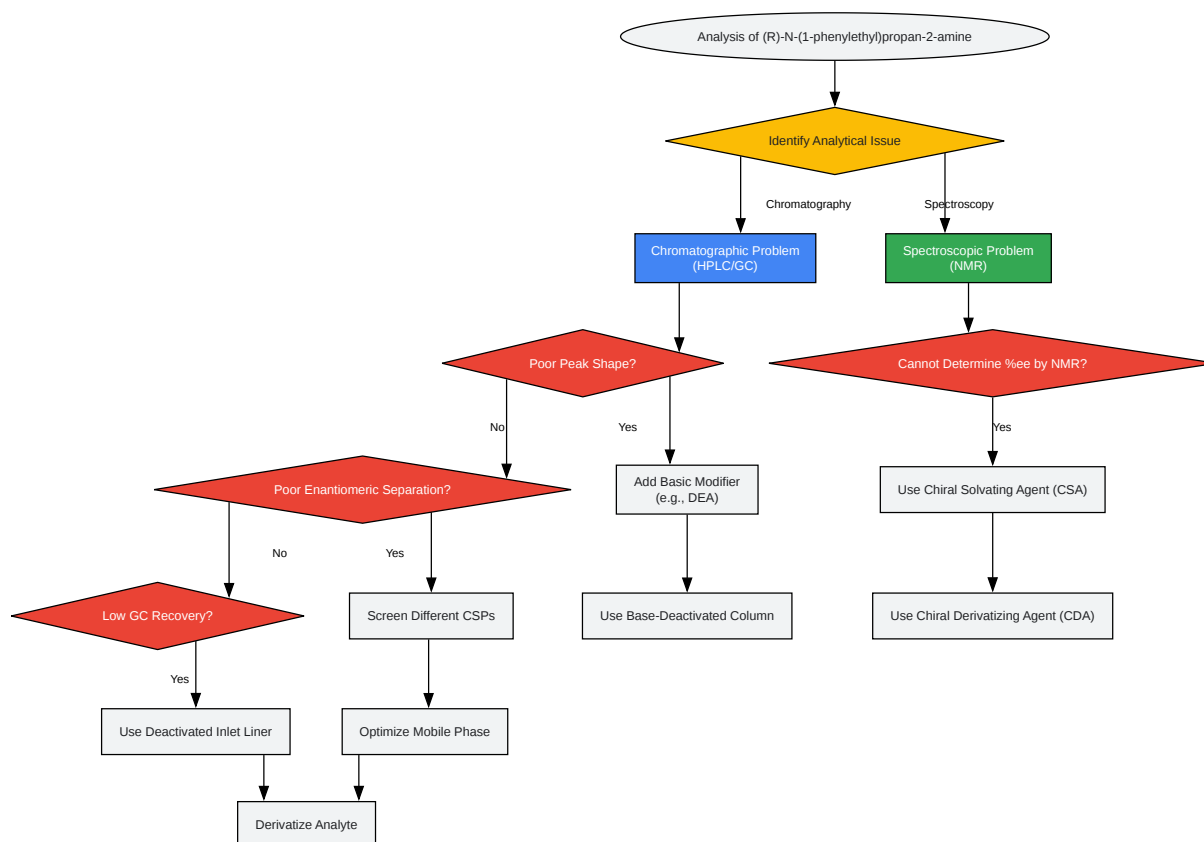 Analysis of (R)-N-(1-phenylethyl)propan-2-amine
Identify Analytical Issue
Chromatography
Spectroscopy
Chromatographic Problem
(HPLC/GC)
Spectroscopic Problem
(NMR)
Poor Peak Shape?
Cannot Determine %ee by NMR?
No
Yes
Yes
Poor Enantiomeric Separation?
Add Basic Modifier
(e.g., DEA)
Use Chiral Solvating Agent (CSA)
No
Yes
Low GC Recovery?
Screen Different CSPs
Use Base-Deactivated Column
Use Chiral Derivatizing Agent (CDA)
Yes
Use Deactivated Inlet Liner
Optimize Mobile Phase
Derivatize Analyte